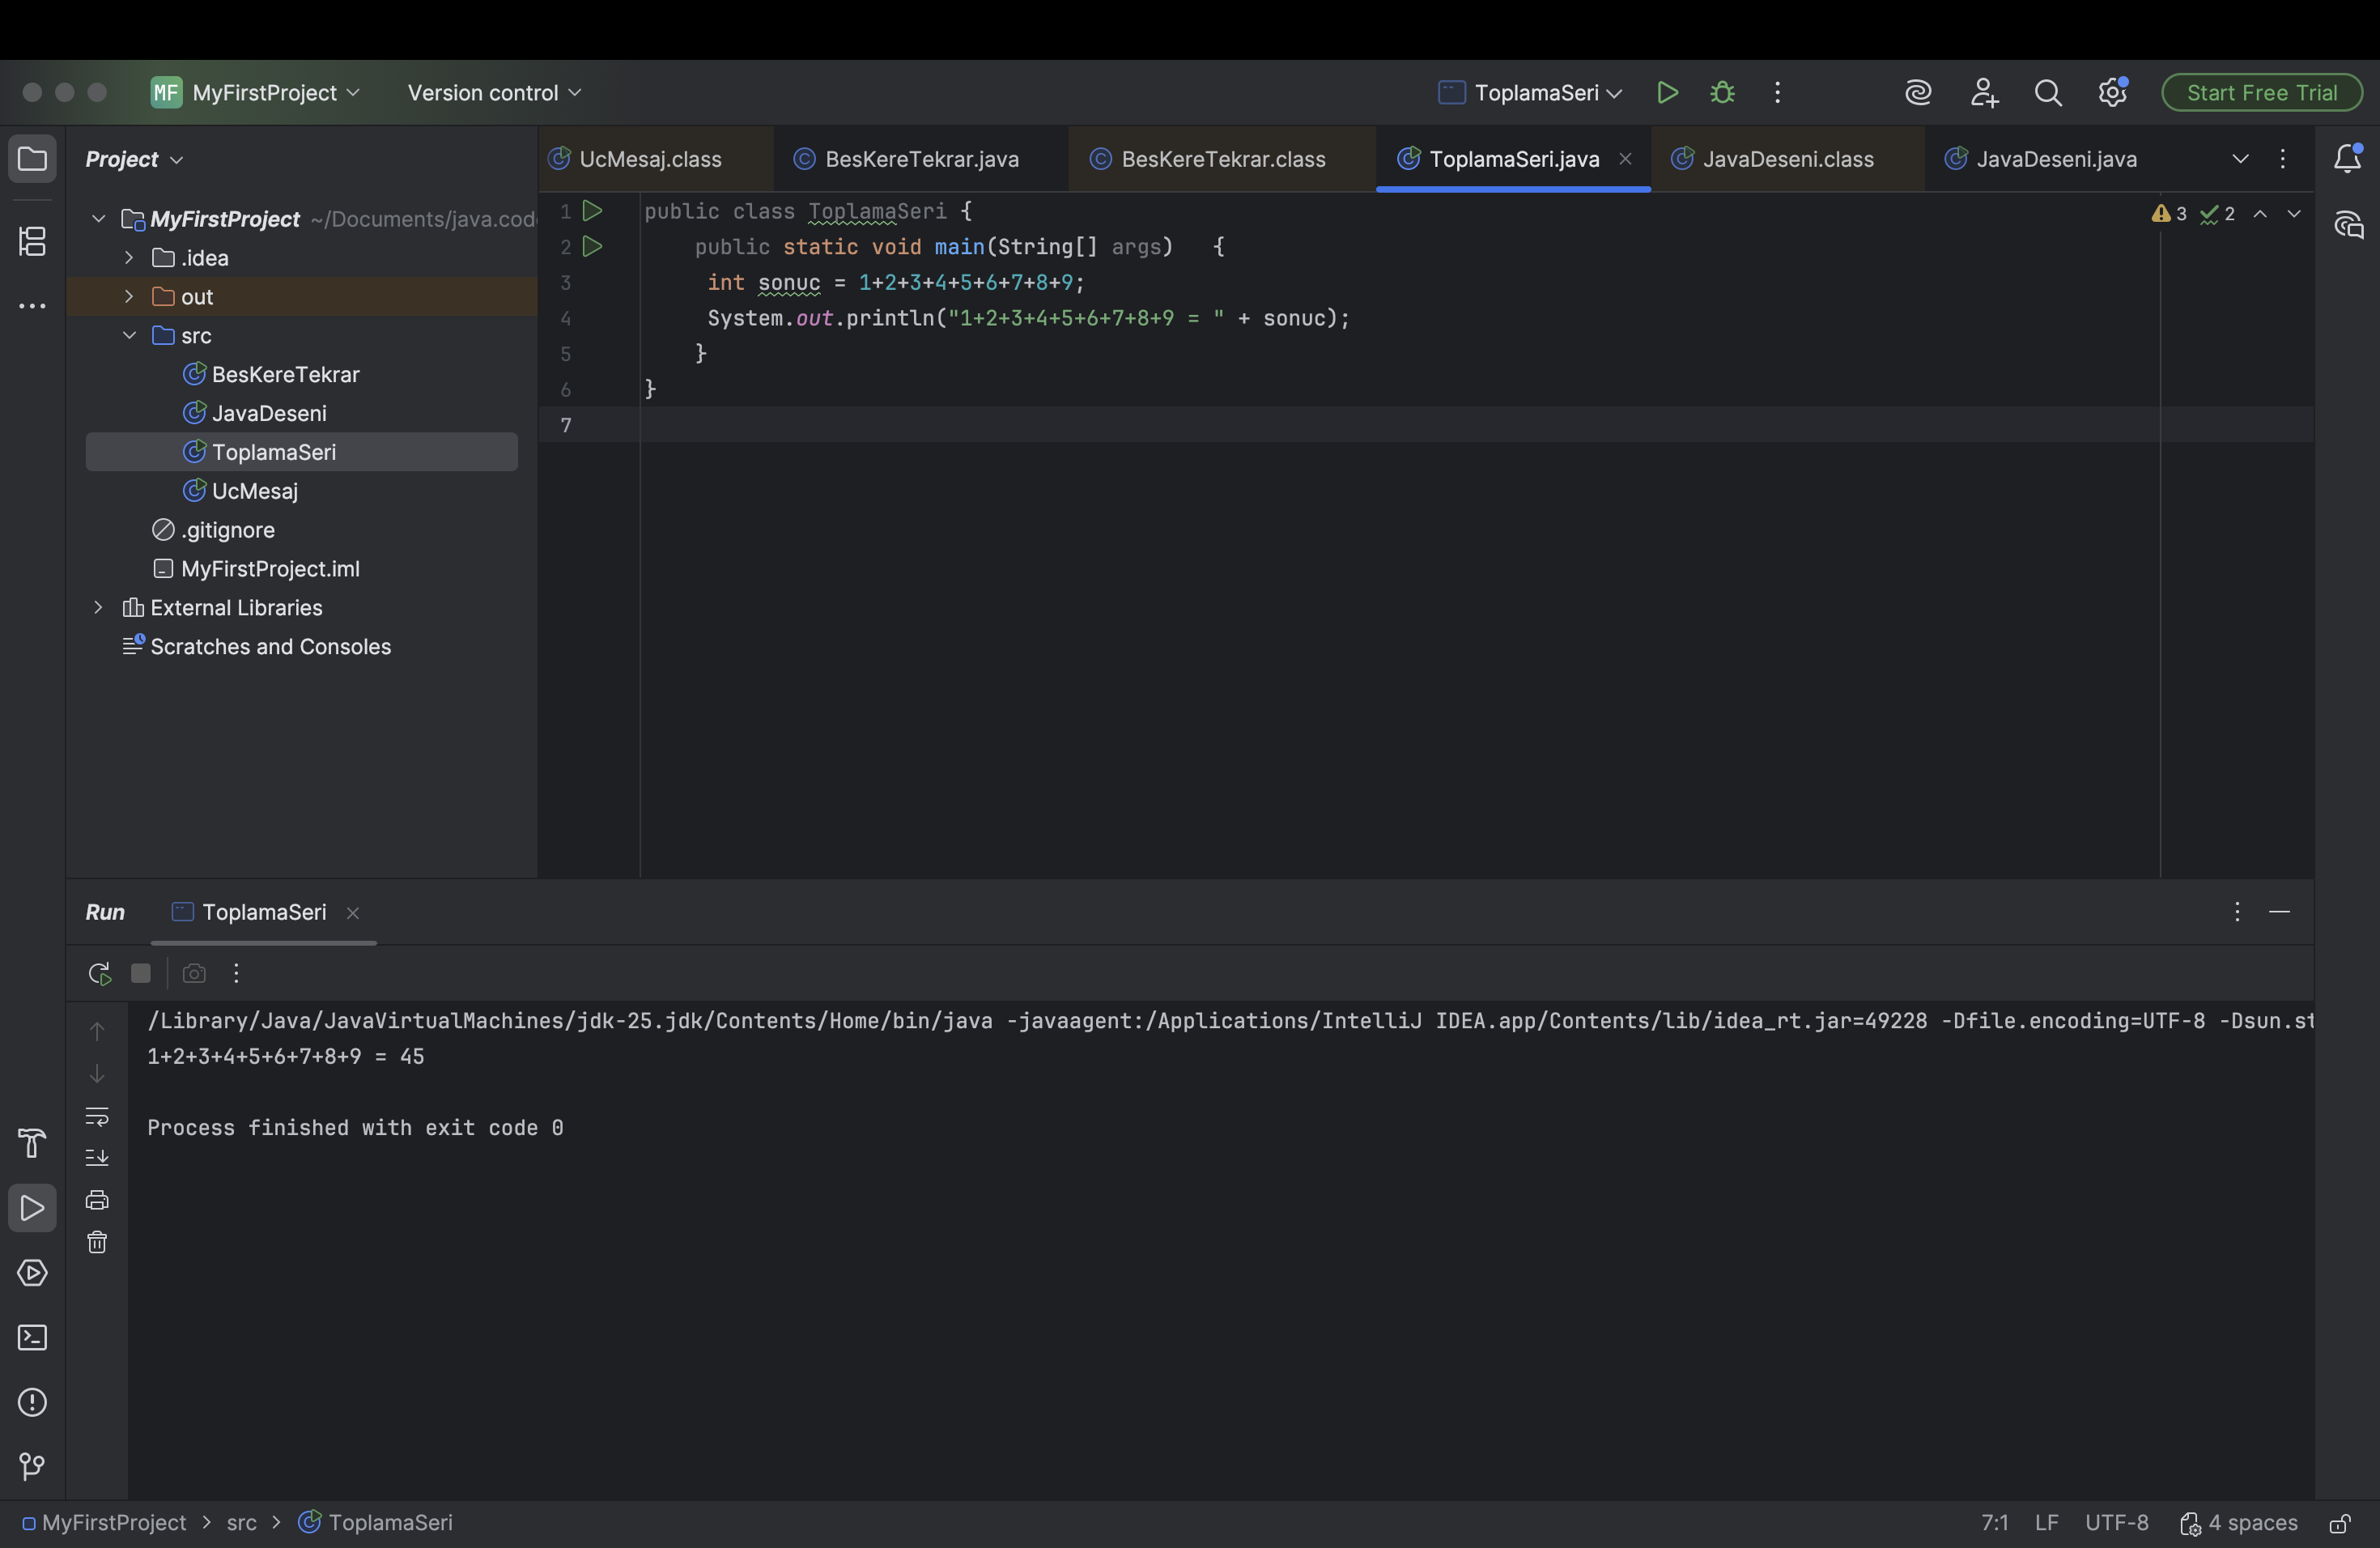 MF MyFirstProject Version control ToplamaSeri Start Free Trial
Project
UcMesaj.class BesKereTekrar.java BesKereTekrar.class ToplamaSeri.java JavaDeseni.class JavaDeseni.java
MyFirstProject ~/Documents/java.cod
.idea
out
src
BesKereTekrar
JavaDeseni
ToplamaSeri
UcMesaj
.gitignore
MyFirstProject.iml
External Libraries
Scratches and Consoles
3 2
1 public class ToplamaSeri {
2 public static void main(String[] args) {
3 int sonuc = 1+2+3+4+5+6+7+8+9;
4 System.out.println("1+2+3+4+5+6+7+8+9 = " + sonuc);
5 }
6 }
7
Run ToplamaSeri
/Library/Java/JavaVirtualMachines/jdk-25.jdk/Contents/Home/bin/java -javaagent:/Applications/IntelliJ IDEA.app/Contents/lib/idea_rt.jar=49228 -Dfile.encoding=UTF-8 -Dsun.st
1+2+3+4+5+6+7+8+9 = 45
Process finished with exit code 0
MyFirstProject > src > ToplamaSeri 7:1 LF UTF-8 4 spaces